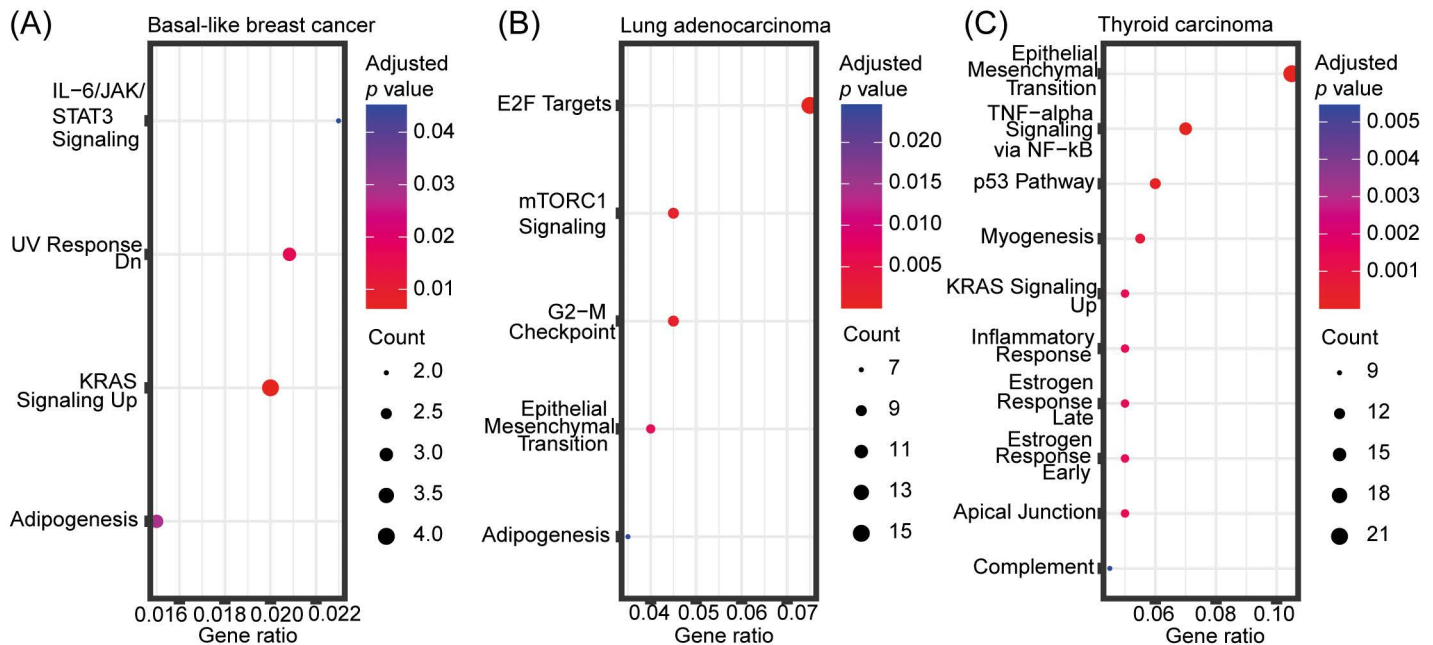 (A)
Basal-like breast cancer
IL-6/JAK/
STAT3
Signaling
UV Response
Dn
KRAS
Signaling Up
Adipogenesis
0.016
0.018
0.020
0.022
Gene ratio
Adjusted
p value
0.04
0.03
0.02
0.01
Count
2.0
2.5
3.0
3.5
4.0
(B)
Lung adenocarcinoma
E2F Targets
mTORC1
Signaling
G2-M
Checkpoint
Epithelial
Mesenchymal
Transition
Adipogenesis
0.04
0.05
0.06
0.07
Gene ratio
Adjusted
p value
0.020
0.015
0.010
0.005
Count
7
9
11
13
15
(C)
Thyroid carcinoma
Epithelial
Mesenchymal
Transition
TNF-alpha
Signaling
via NF-kB
p53 Pathway
Myogenesis
KRAS Signaling
Up
Inflammatory
Response
Estrogen
Response
Late
Estrogen
Response
Early
Apical Junction
Complement
0.06
0.08
0.10
Gene ratio
Adjusted
p value
0.005
0.004
0.003
0.002
0.001
Count
9
12
15
18
21